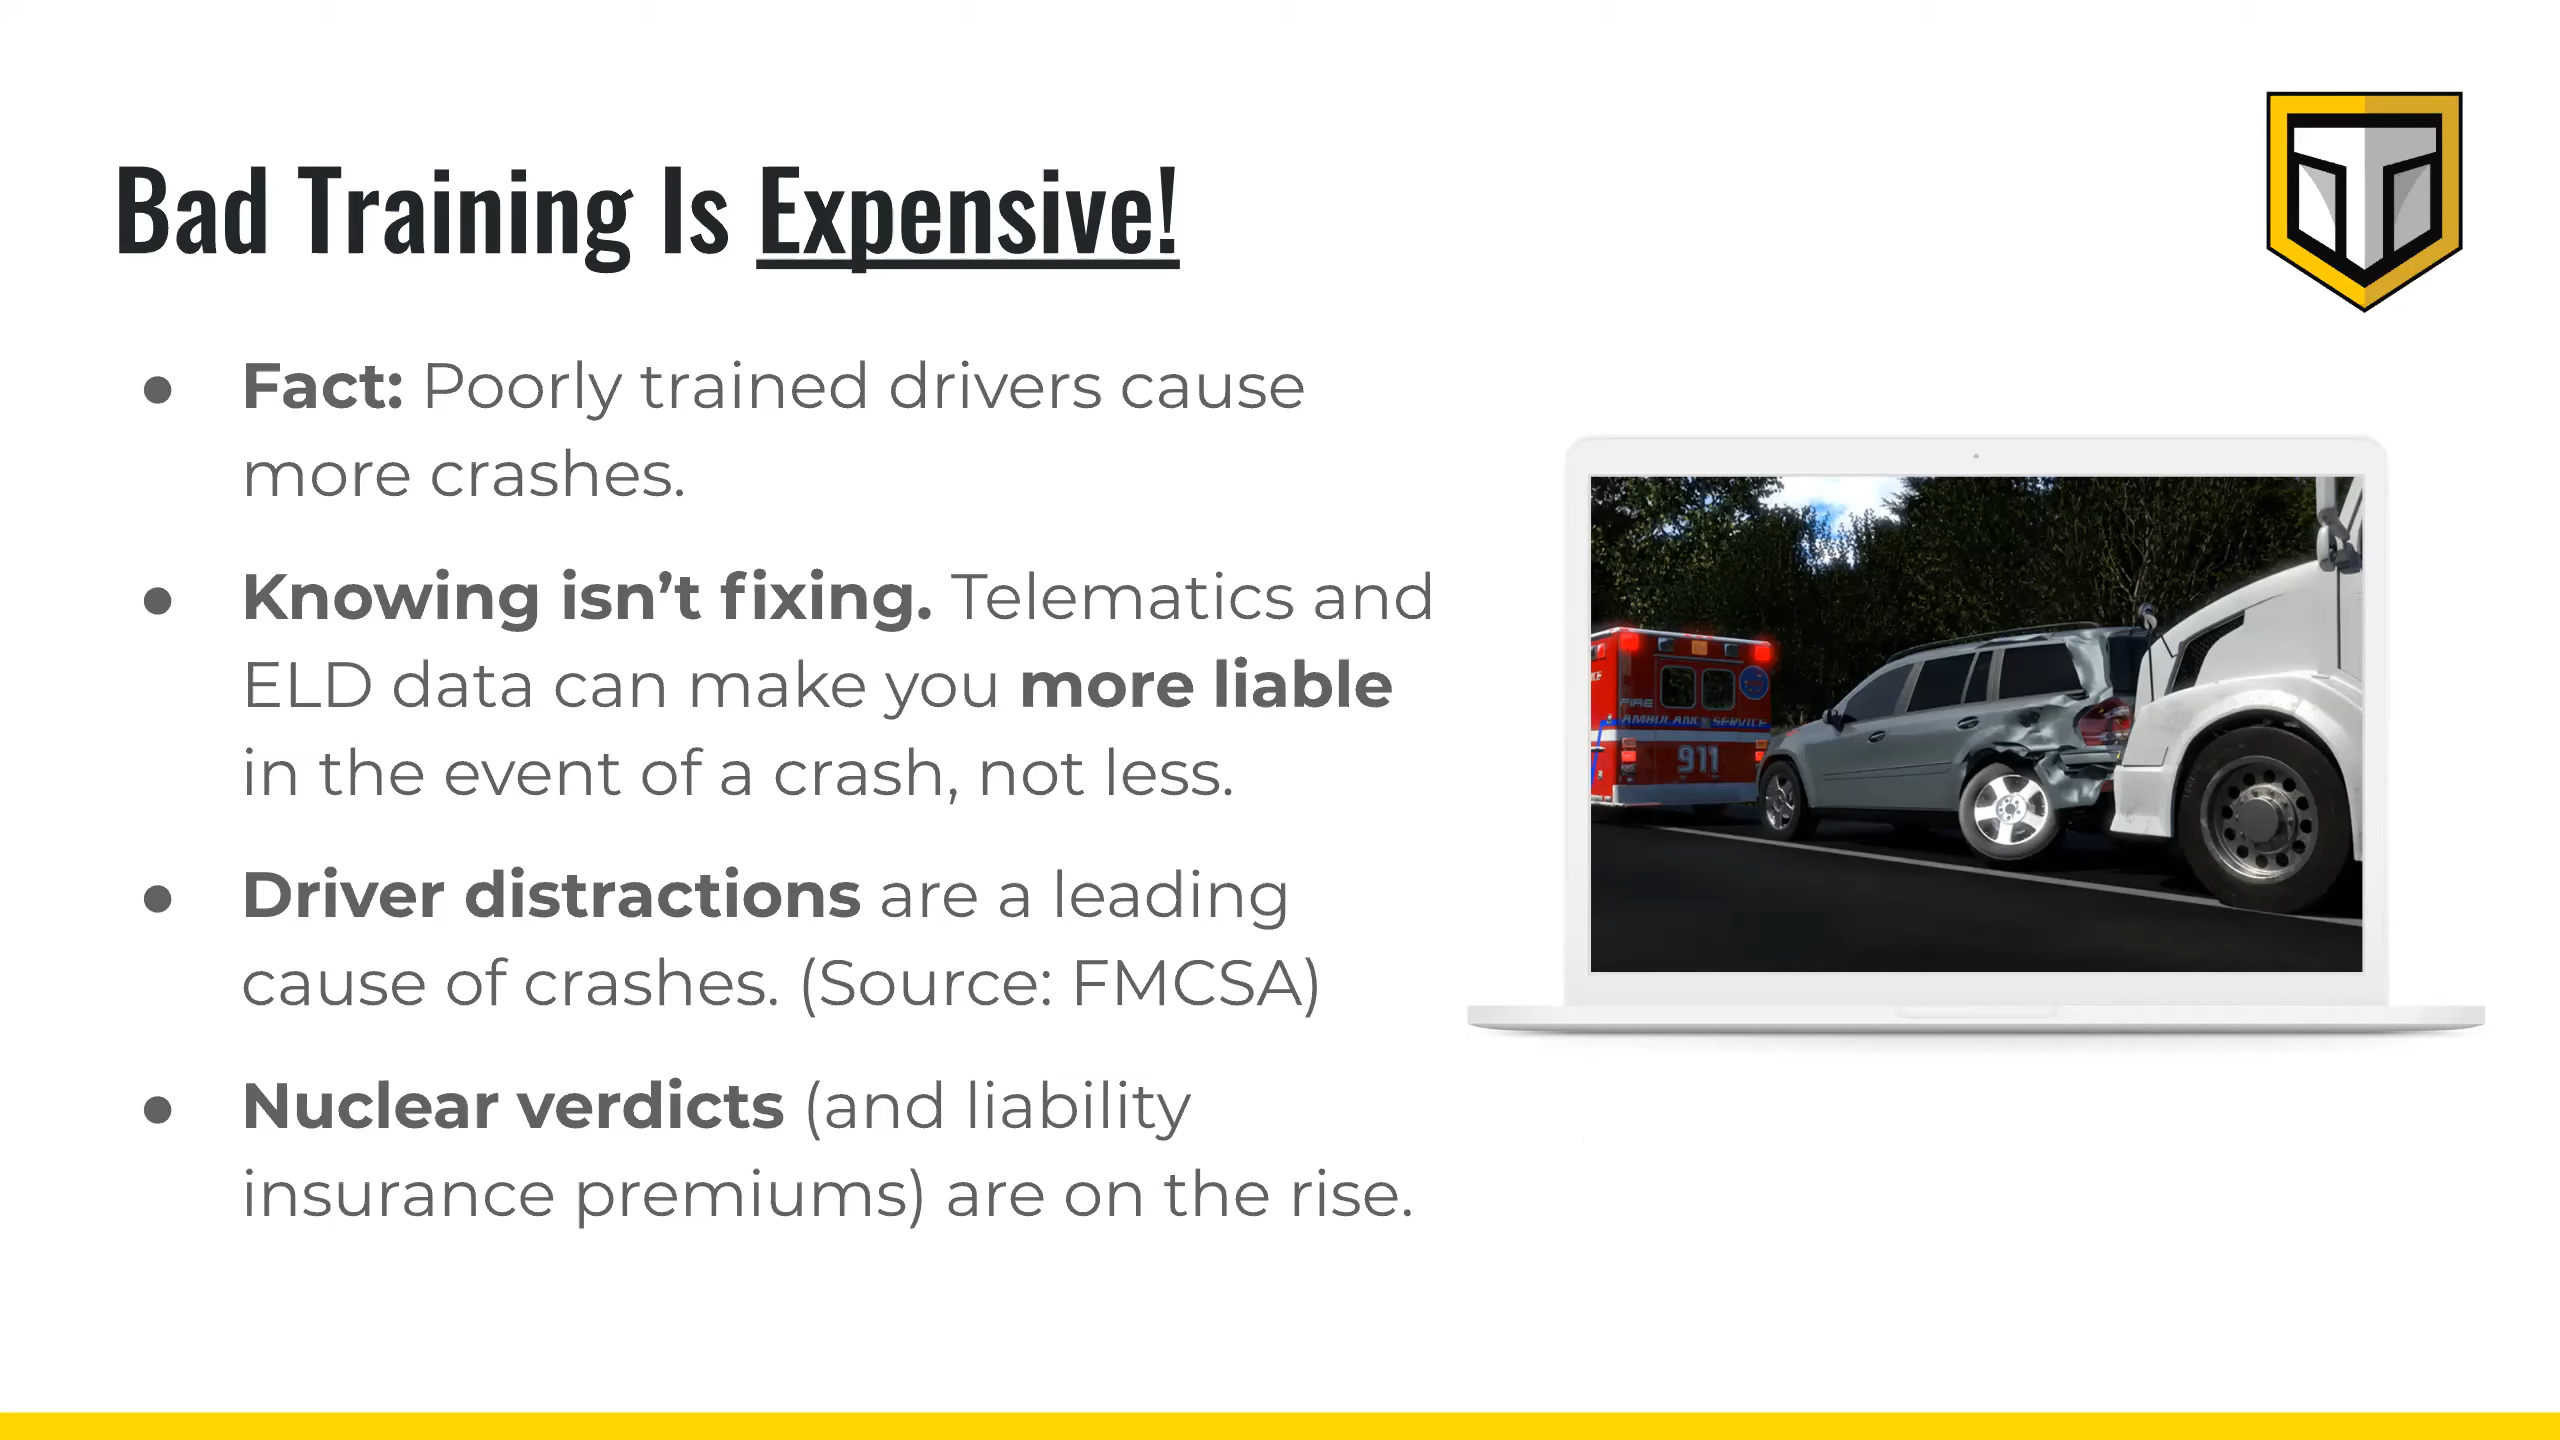 Bad Training Is Expensive!
● Fact: Poorly trained drivers cause
more crashes.
● Knowing isn’t fixing. Telematics and
ELD data can make you more liable
in the event of a crash, not less.
● Driver distractions are a leading
cause of crashes. (Source: FMCSA)
● Nuclear verdicts (and liability
insurance premiums) are on the rise.
FIRE
AMBULANCE SERVICE
911